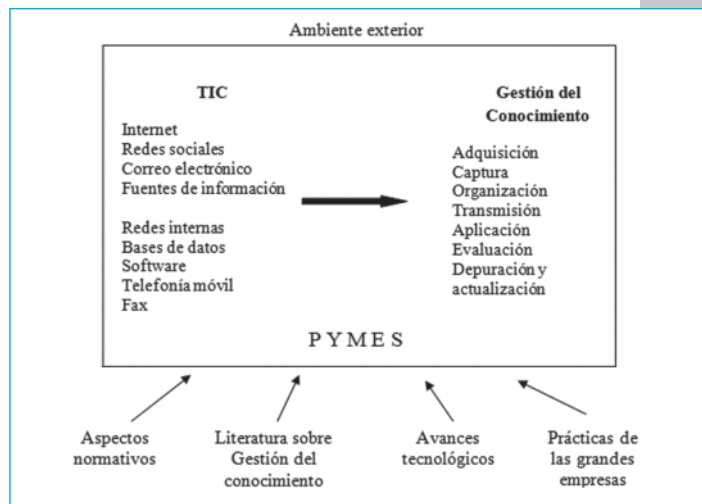 Ambiente exterior
TIC
Internet
Redes sociales
Correo electrónico
Fuentes de información
Redes internas
Bases de datos
Software
Telefonía móvil
Fax
Gestión del
Conocimiento
Adquisición
Captura
Organización
Transmisión
Aplicación
Evaluación
Depuración y
actualización
PYMES
Aspectos
normativos
Literatura sobre
Gestión del
conocimiento
Avances
tecnológicos
Prácticas de
las grandes
empresas